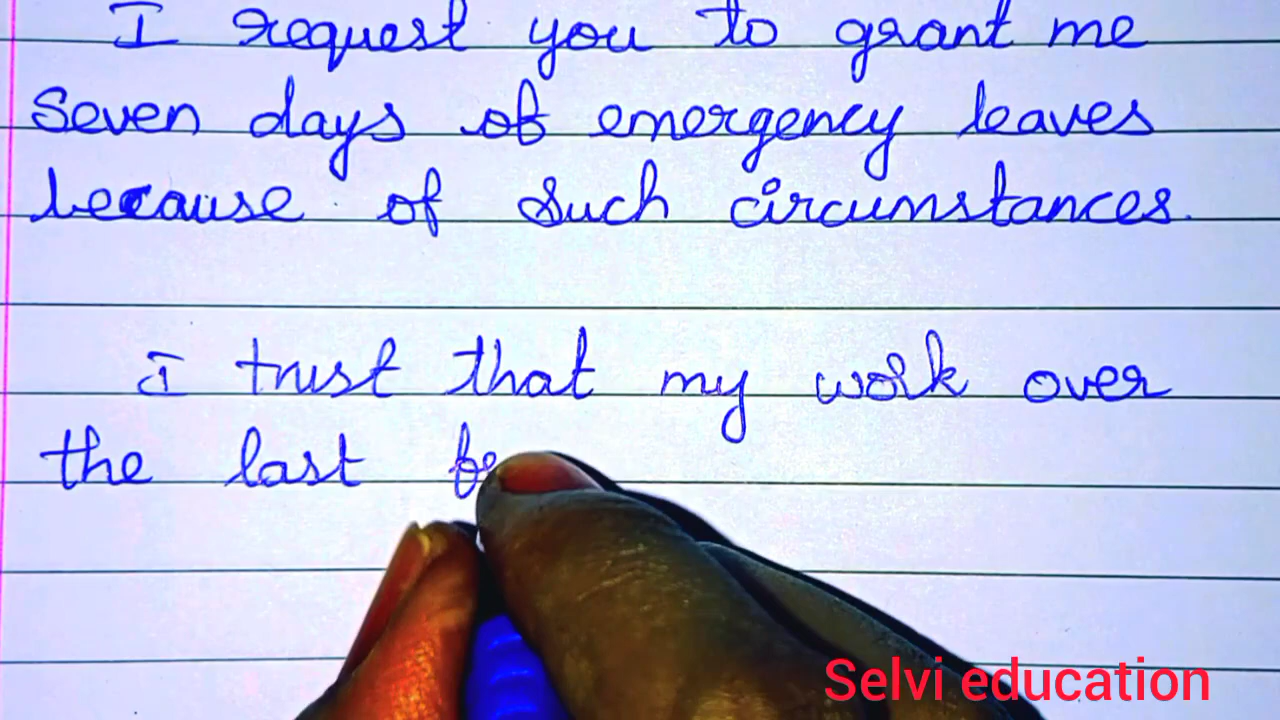 I request you to grant me
Seven days of emergency leaves
because of such circumstances.
I trust that my work over
the last
Selvi education